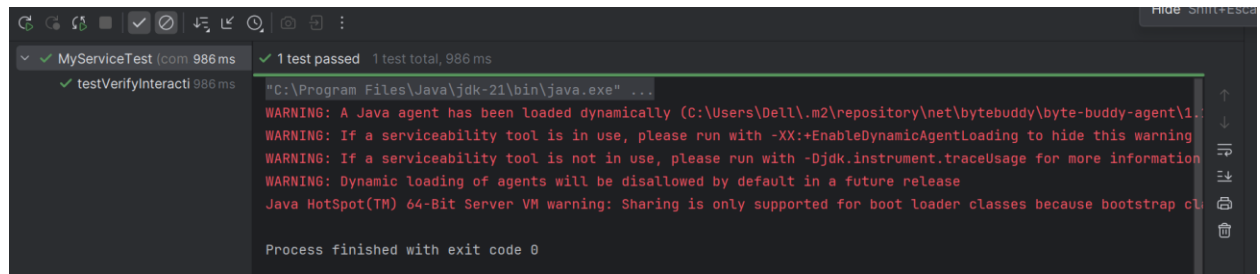 Hide Shift+Esca
MyServiceTest (com 986 ms
1 test passed 1 test total, 986 ms
testVerifyInteracti 986 ms
"C:\Program Files\Java\jdk-21\bin\java.exe" ...
WARNING: A Java agent has been loaded dynamically (C:\Users\Dell\.m2\repository\net\bytebuddy\byte-buddy-agent\1.
WARNING: If a serviceability tool is in use, please run with -XX:+EnableDynamicAgentLoading to hide this warning
WARNING: If a serviceability tool is not in use, please run with -Djdk.instrument.traceUsage for more information
WARNING: Dynamic loading of agents will be disallowed by default in a future release
Java HotSpot(TM) 64-Bit Server VM warning: Sharing is only supported for boot loader classes because bootstrap cl
Process finished with exit code 0